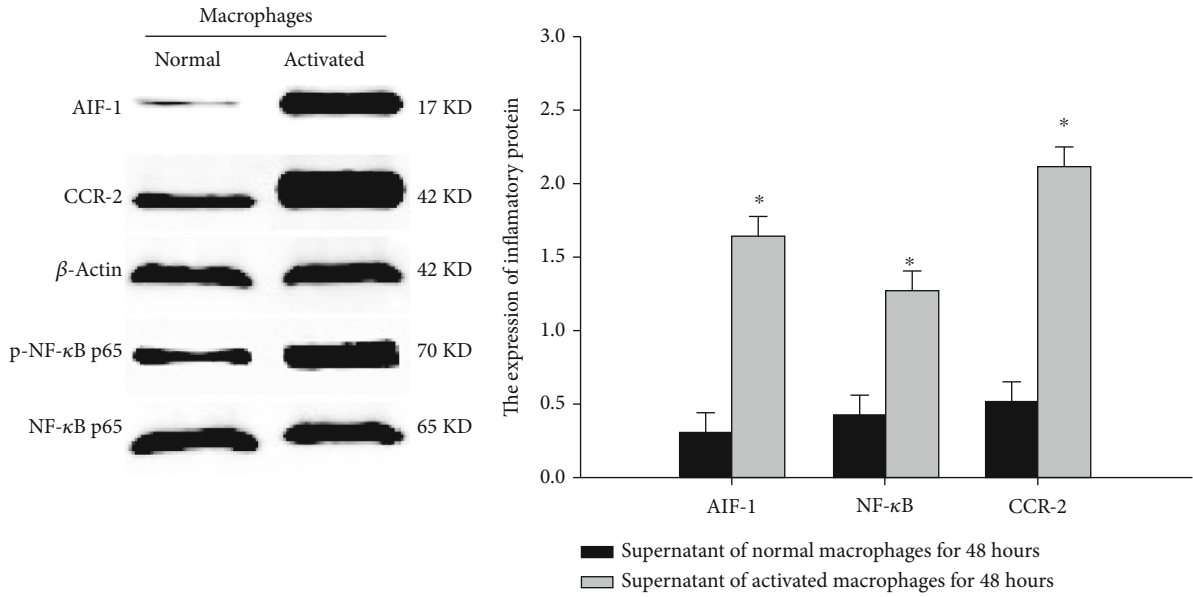 Macrophages
Normal Activated
AIF-1 17 KD
CCR-2 42 KD
β-Actin 42 KD
p-NF-κB p65 70 KD
NF-κB p65 65 KD
The expression of inflamatory protein
3.0
2.5
2.0
1.5
1.0
0.5
0.0
* * *
AIF-1 NF-κB CCR-2
Supernatant of normal macrophages for 48 hours
Supernatant of activated macrophages for 48 hours